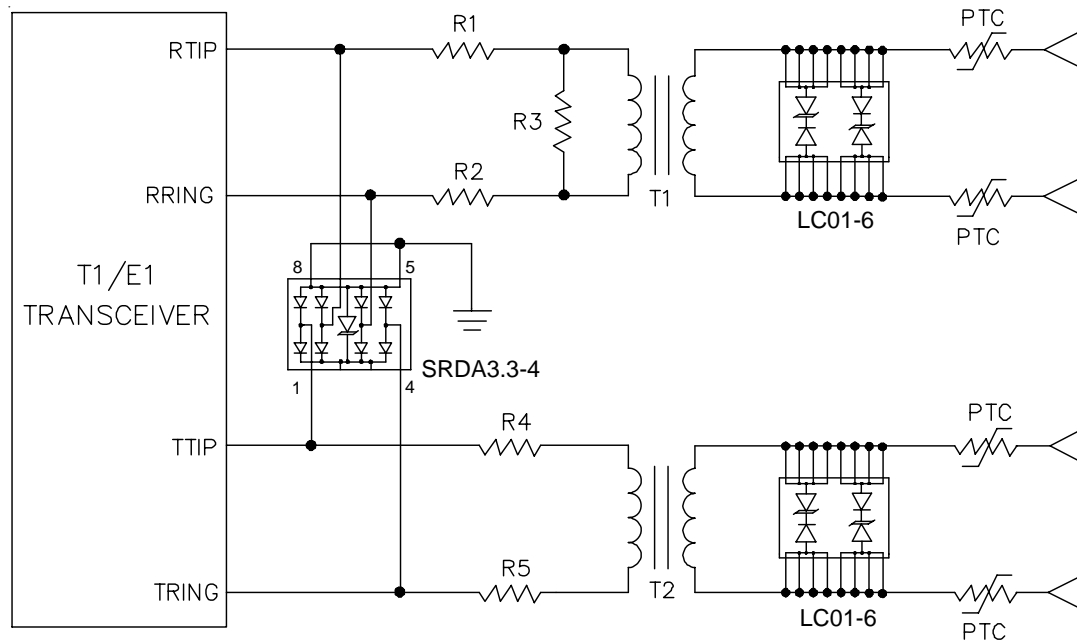 PTC
RTIP
R1
R3
R2
RRING
T1
LC01-6
PTC
8
5
T1/E1
TRANSCEIVER
SRDA3.3-4
1
4
PTC
R4
TTIP
R5
T2
TRING
LC01-6
PTC